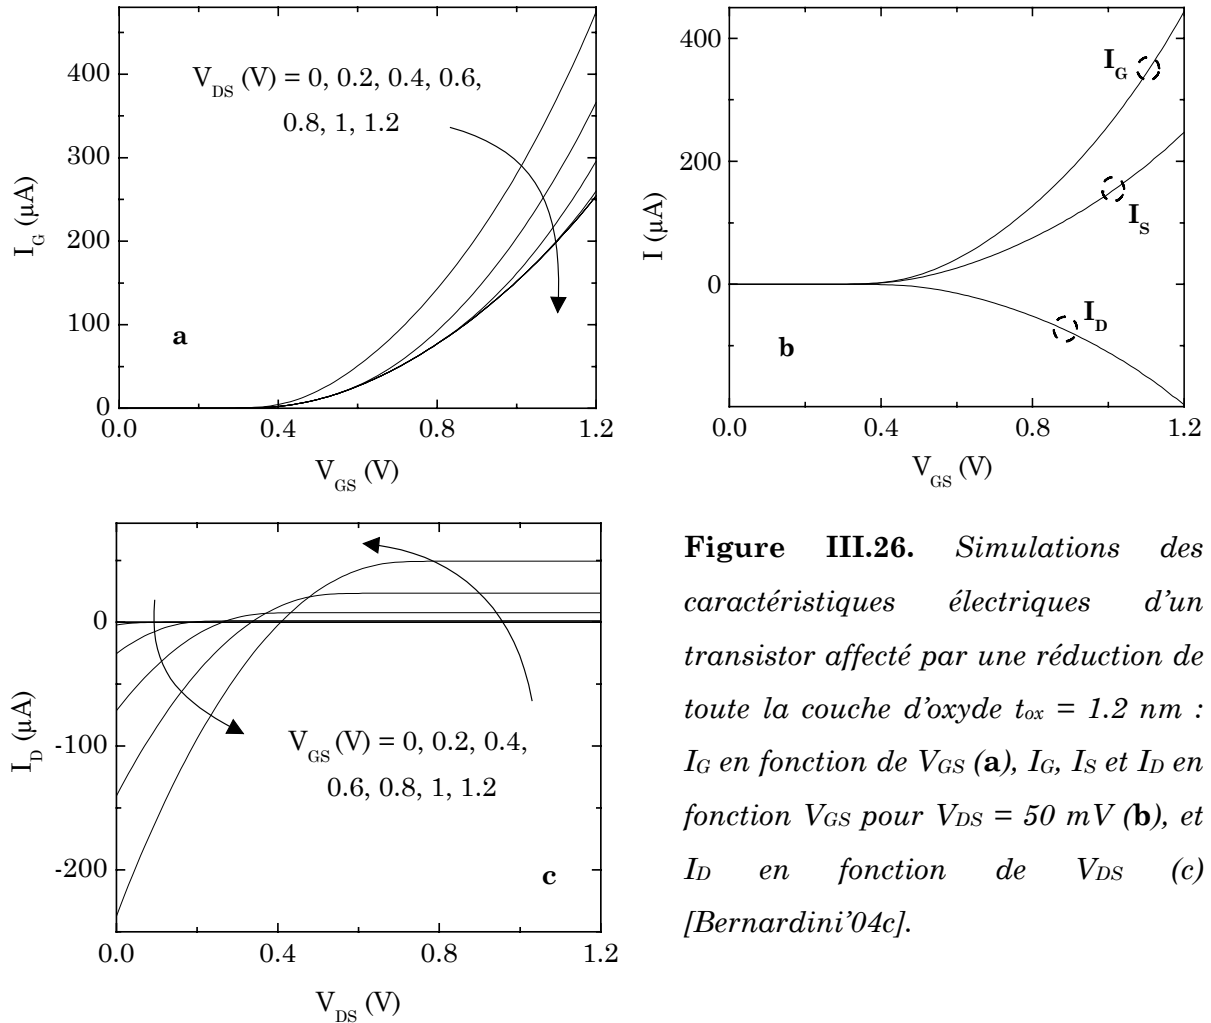 400
300
200
100
0
I_G (µA)
V_DS (V) = 0, 0.2, 0.4, 0.6,
0.8, 1, 1.2
a
0.0 0.4 0.8 1.2
V_GS (V)
400
200
0
I (µA)
I_G
I_S
I_D
b
0.0 0.4 0.8 1.2
V_GS (V)
0
-100
-200
I_D (µA)
V_GS (V) = 0, 0.2, 0.4,
0.6, 0.8, 1, 1.2
c
0.0 0.4 0.8 1.2
V_DS (V)
Figure III.26. Simulations des
caractéristiques électriques d'un
transistor affecté par une réduction de
toute la couche d'oxyde t_ox = 1.2 nm :
I_G en fonction de V_GS (a), I_G, I_S et I_D en
fonction V_GS pour V_DS = 50 mV (b), et
I_D en fonction de V_DS (c)
[Bernardini'04c].